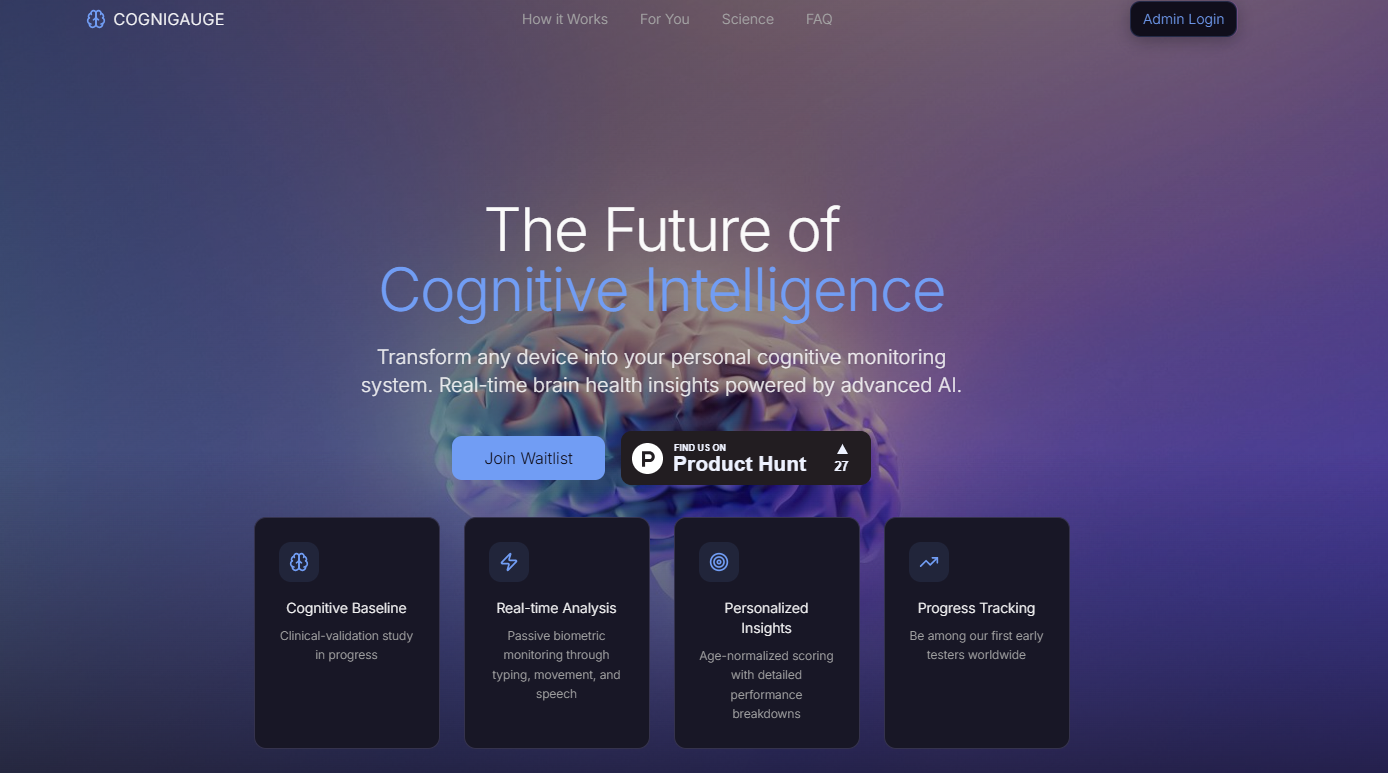 COGNIGAUGE
How it Works
For You
Science
FAQ
Admin Login
The Future of
Cognitive Intelligence
Transform any device into your personal cognitive monitoring
system. Real-time brain health insights powered by advanced AI.
Join Waitlist
P
FIND US ON
Product Hunt
▲
27
Cognitive Baseline
Clinical-validation study
in progress
Real-time Analysis
Passive biometric
monitoring through
typing, movement, and
speech
Personalized
Insights
Age-normalized scoring
with detailed
performance
breakdowns
Progress Tracking
Be among our first early
testers worldwide